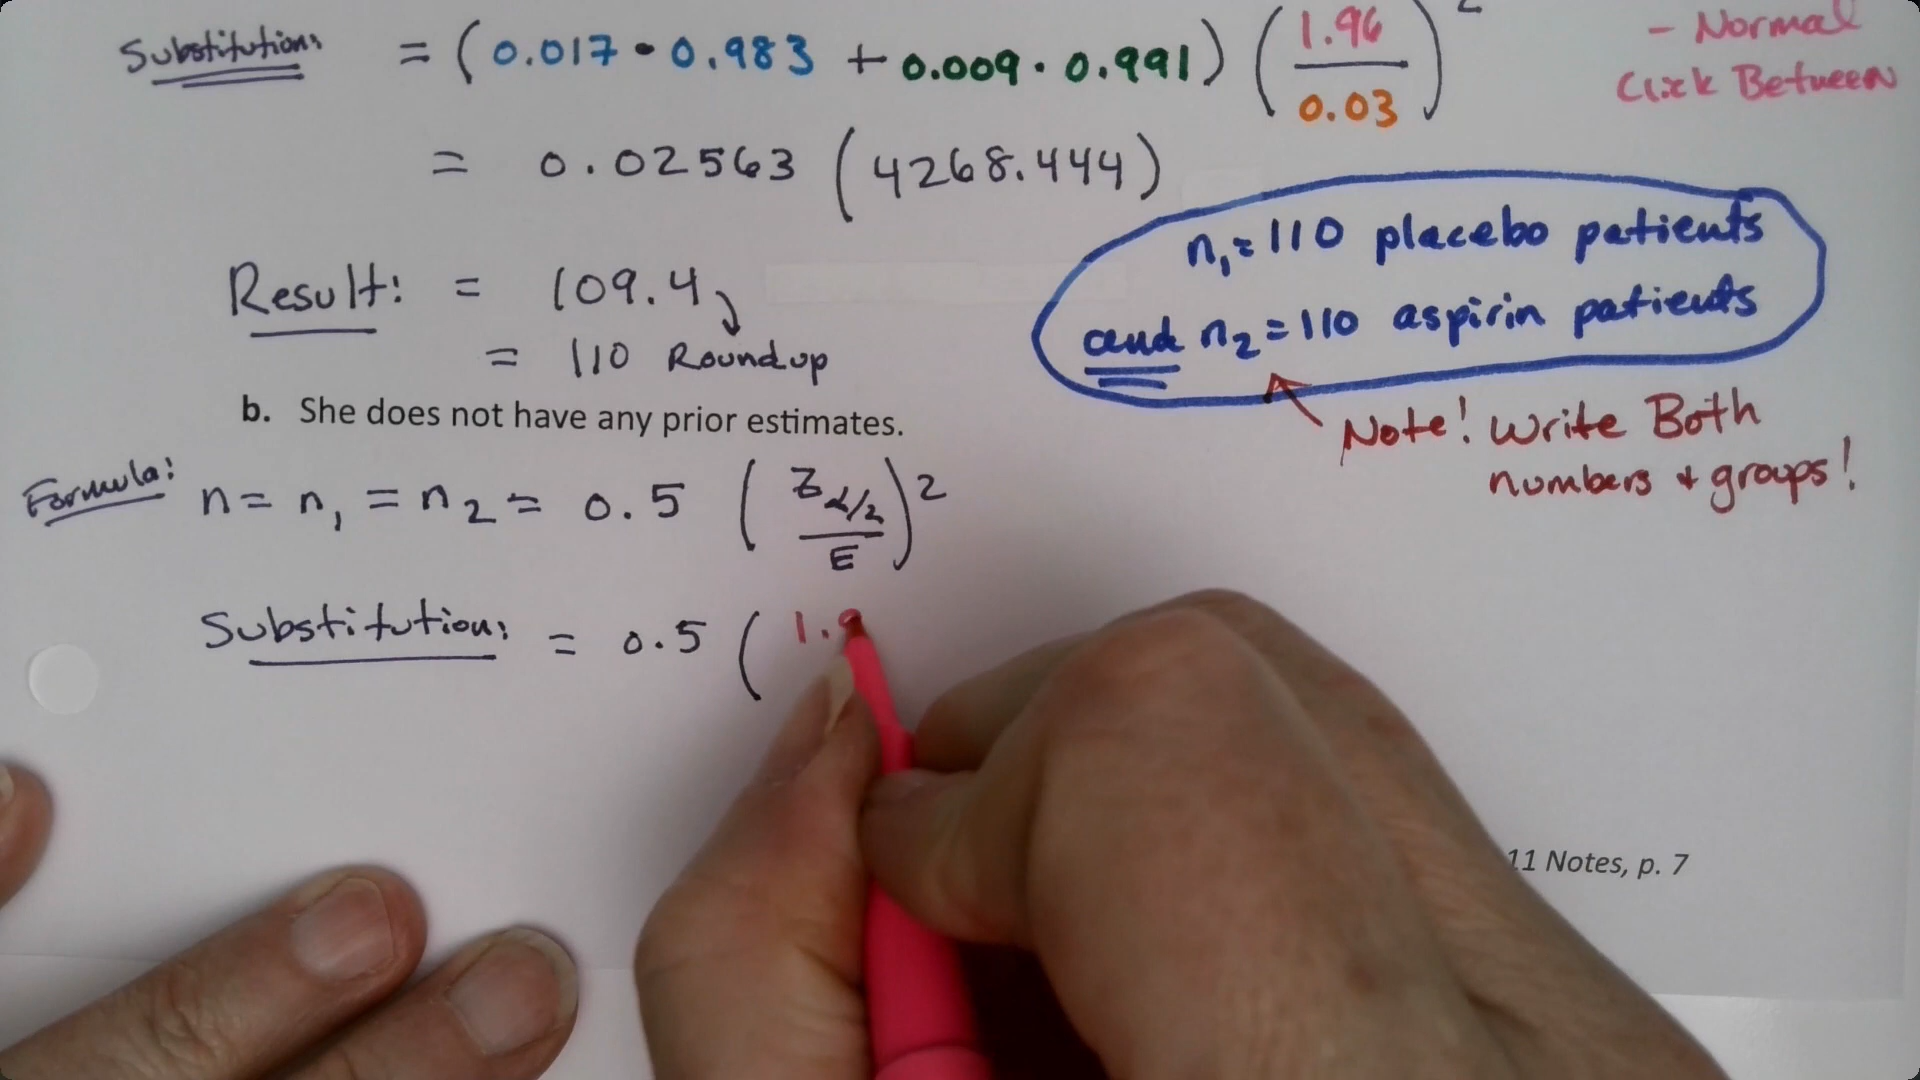 Substitution: = (0.017 • 0.983 + 0.009 • 0.991) (1.96 / 0.03)²
- Normal
Click Between
= 0.02563 (4268.444)
Result: = 109.4
= 110 Roundup
n₁ = 110 placebo patients
and n₂ = 110 aspirin patients
Note! Write Both
numbers + groups!
b. She does not have any prior estimates.
Formula: n = n₁ = n₂ = 0.5 (Z α/2 / E)²
Substitution: = 0.5 (1.9
11 Notes, p. 7